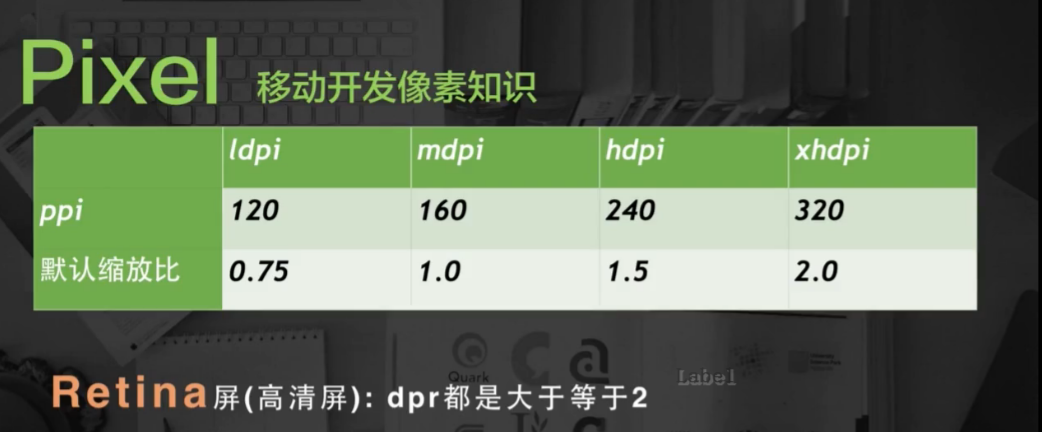 Pixel 移动开发像素知识
ldpi mdpi hdpi xhdpi
ppi 120 160 240 320
默认缩放比 0.75 1.0 1.5 2.0
Quark
Label
Retina屏(高清屏): dpr都是大于等于2